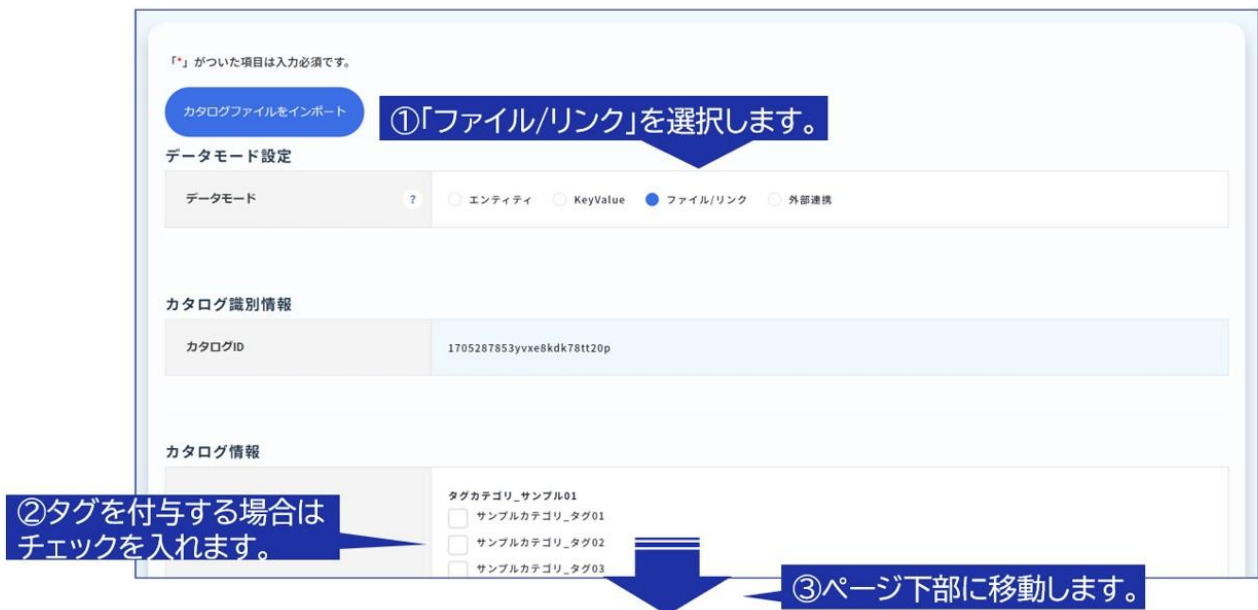 「*」がついた項目は入力必須です。
カタログファイルをインポート
①「ファイル/リンク」を選択します。
データモード設定
データモード ? エンティティ KeyValue ファイル/リンク 外部連携
カタログ識別情報
カタログID 1705287853yvxe8kdk78tt20p
カタログ情報
タグカテゴリ_サンプル01
サンプルカテゴリ_タグ01
サンプルカテゴリ_タグ02
サンプルカテゴリ_タグ03
②タグを付与する場合は
チェックを入れます。
③ページ下部に移動します。